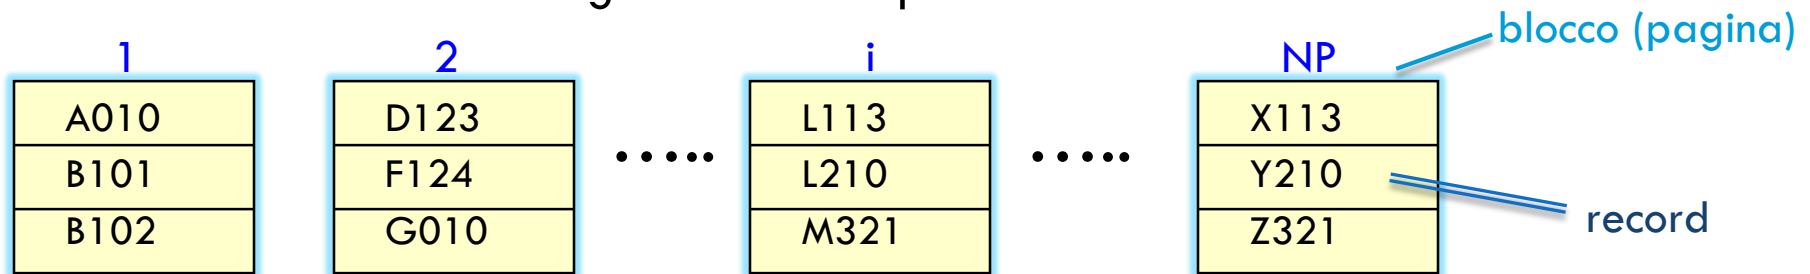 blocco (pagina)
1 2 i NP
A010 D123 L113 X113
B101 F124 ..... L210 ..... Y210
B102 G010 M321 Z321
record